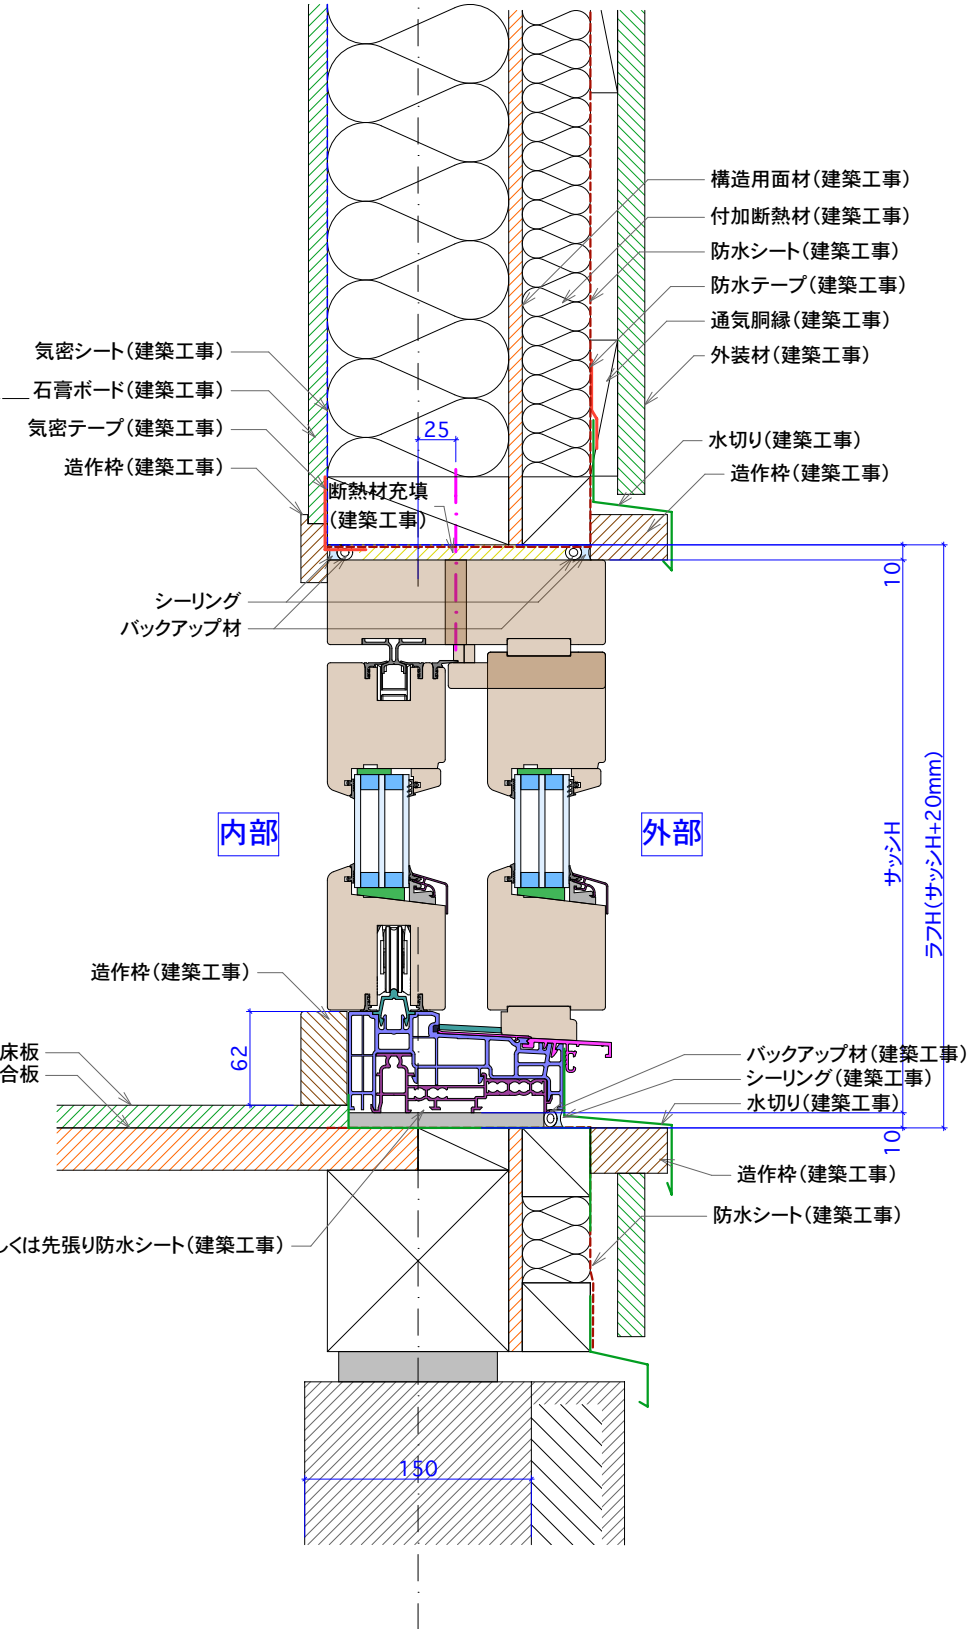 構造用面材(建築工事)
付加断熱材(建築工事)
防水シート(建築工事)
防水テープ(建築工事)
通気胴縁(建築工事)
外装材(建築工事)
気密シート(建築工事)
石膏ボード(建築工事)
気密テープ(建築工事)
造作枠(建築工事)
25
水切り(建築工事)
造作枠(建築工事)
断熱材充填
(建築工事)
シーリング
バックアップ材
10
内部
外部
サッシH
ラフH(サッシH+20mm)
造作枠(建築工事)
62
床板
合板
バックアップ材(建築工事)
シーリング(建築工事)
水切り(建築工事)
10
造作枠(建築工事)
防水シート(建築工事)
しくは先張り防水シート(建築工事)
150